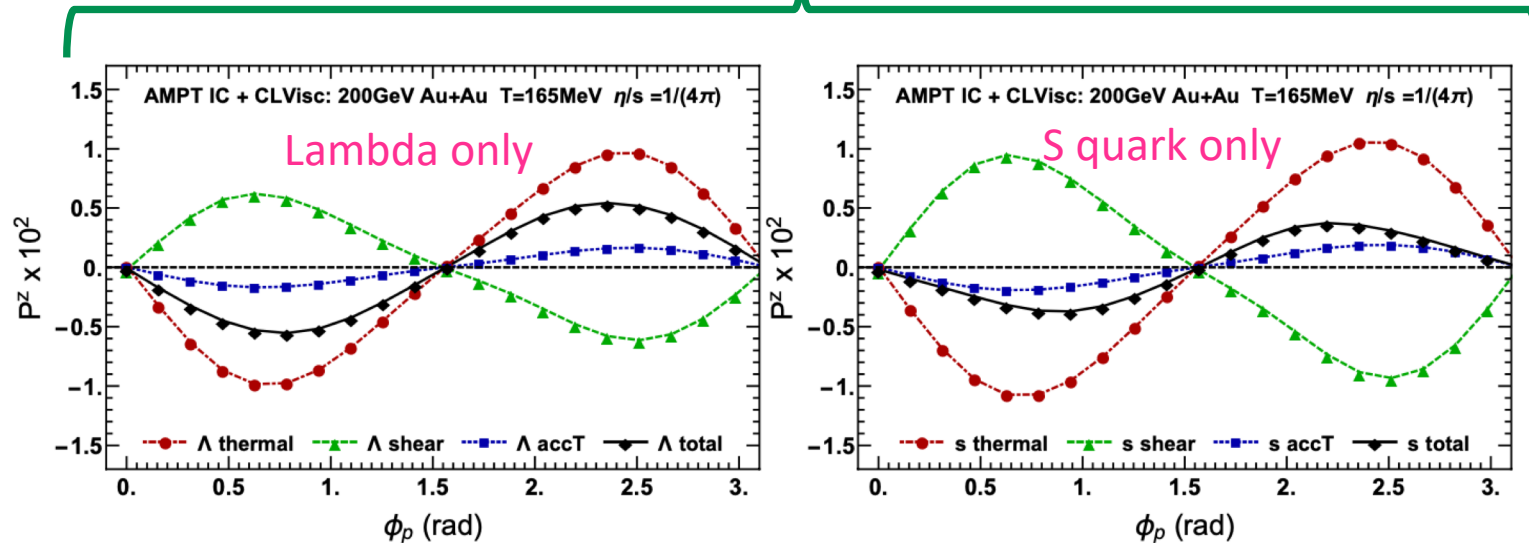 AMPT IC + CLVisc: 200GeV Au+Au T=165MeV η/s =1/(4π)
Lambda only
1.5
1.
0.5
0.
−0.5
−1.
−1.5
P^z x 10^2
Λ thermal Λ shear Λ accT Λ total
0. 0.5 1. 1.5 2. 2.5 3.
ϕ_p (rad)
AMPT IC + CLVisc: 200GeV Au+Au T=165MeV η/s =1/(4π)
S quark only
1.5
1.
0.5
0.
−0.5
−1.
−1.5
P^z x 10^2
s thermal s shear s accT s total
0. 0.5 1. 1.5 2. 2.5 3.
ϕ_p (rad)